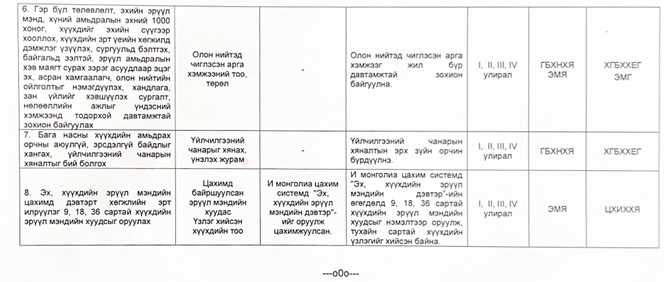 6. Гэр бүл төлөвлөлт, эхийн эрүүл
мэнд, хүний амьдралын эхний 1000
хоног, хүүхдийг эхийн сүүгээр
хооллох, хүүхдийн эрт үеийн хөгжилд
дэмжлэг үзүүлэх, сургуульд бэлтгэх,
байгальд ээлтэй, эрүүл амьдралын
хэв маягт сурах зэрэг асуудлаар эцэг
эх, асран хамгаалагч, олон нийтийн
ойлголтыг нэмэгдүүлэх, хандлага,
зан үйлийг хэвшүүлэх сургалт,
нөлөөллийн ажлыг үндэсний
хэмжээнд тодорхой давтамжтай
зохион байгуулах
Олон нийтэд
чиглэсэн арга
хэмжээний тоо,
төрөл
-
Олон нийтэд чиглэсэн арга
хэмжээг жил бүр
давтамжтай зохион
байгуулна.
I, II, III, IV
улирал
ГБХНХЯ
ЭМЯ
ХГБХХЕГ
ЭМГ
7. Бага насны хүүхдийн амьдрах
орчны аюулгүй, эрсдэлгүй байдлыг
хангах, үйлчилгээний чанарын
хяналтыг бий болгох
Үйлчилгээний
чанарыг хянах,
үнэлэх журам
-
Үйлчилгээний чанарын
хяналтын эрх зүйн орчин
бүрдүүлнэ.
I, II, III, IV
улирал
ГБХНХЯ
ХГБХХЕГ
8. Эх, хүүхдийн эрүүл мэндийн
цахимд дэвтэрт хөгжлийн эрт
илрүүлэг 9, 18, 36 сартай хүүхдийн
эрүүл мэндийн хуудсыг оруулах
Цахимд
байршуулсан
эрүүл мэндийн
хуудас
Үзлэг хийсэн
хүүхдийн тоо
И монголиа цахим
системд "Эх,
хүүхдийн эрүүл
мэндийн дэвтэр"-
ийг оруулж
цахимжуулсан.
И монголиа цахим системд
"Эх, хүүхдийн эрүүл
мэндийн дэвтэр"-ийн
өгөгдөлд 9, 18, 36 сартай
хүүхдийн эрүүл мэндийн
хуудсыг нэмэлтээр оруулж,
тухайн сартай хүүхдийн
үзлэгийг хийсэн байна.
I, II, III, IV
улирал
ЭМЯ
ЦХИХХЯ
---o0o---